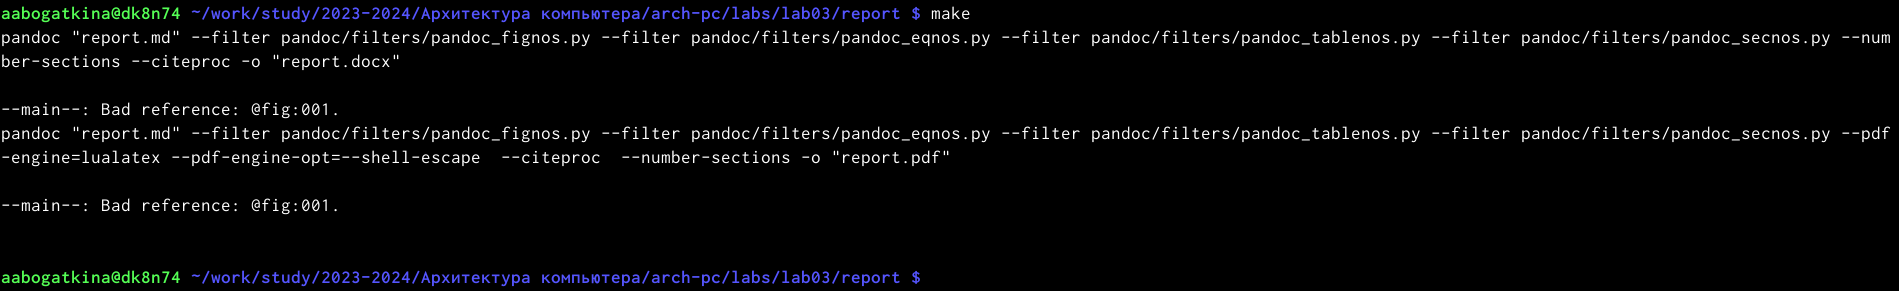 aabogatkina@dk8n74 ~/work/study/2023-2024/Архитектура компьютера/arch-pc/labs/lab03/report $ make
pandoc "report.md" --filter pandoc/filters/pandoc_fignos.py --filter pandoc/filters/pandoc_eqnos.py --filter pandoc/filters/pandoc_tablenos.py --filter pandoc/filters/pandoc_secnos.py --num
ber-sections --citeproc -o "report.docx"
--main--: Bad reference: @fig:001.
pandoc "report.md" --filter pandoc/filters/pandoc_fignos.py --filter pandoc/filters/pandoc_eqnos.py --filter pandoc/filters/pandoc_tablenos.py --filter pandoc/filters/pandoc_secnos.py --pdf
-engine=lualatex --pdf-engine-opt=--shell-escape  --citeproc  --number-sections -o "report.pdf"
--main--: Bad reference: @fig:001.
aabogatkina@dk8n74 ~/work/study/2023-2024/Архитектура компьютера/arch-pc/labs/lab03/report $